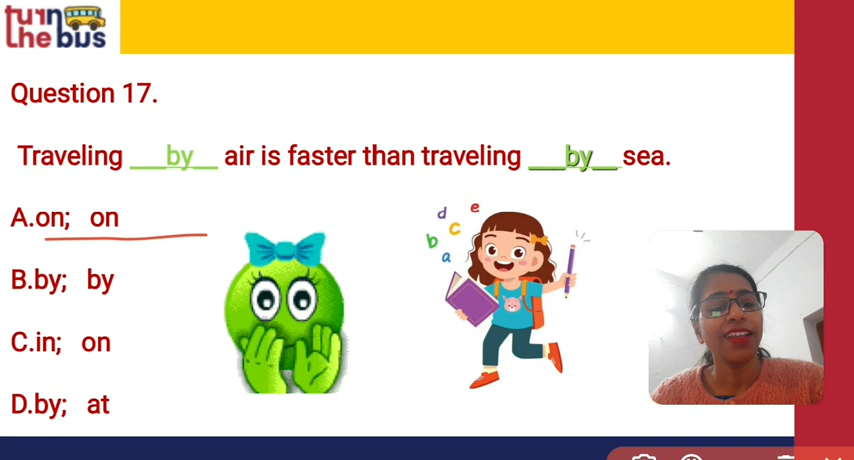 turn
the bus
Question 17.
Traveling ___by__ air is faster than traveling ___by__ sea.
A.on; on
B.by; by
C.in; on
D.by; at
d e
c
b
a